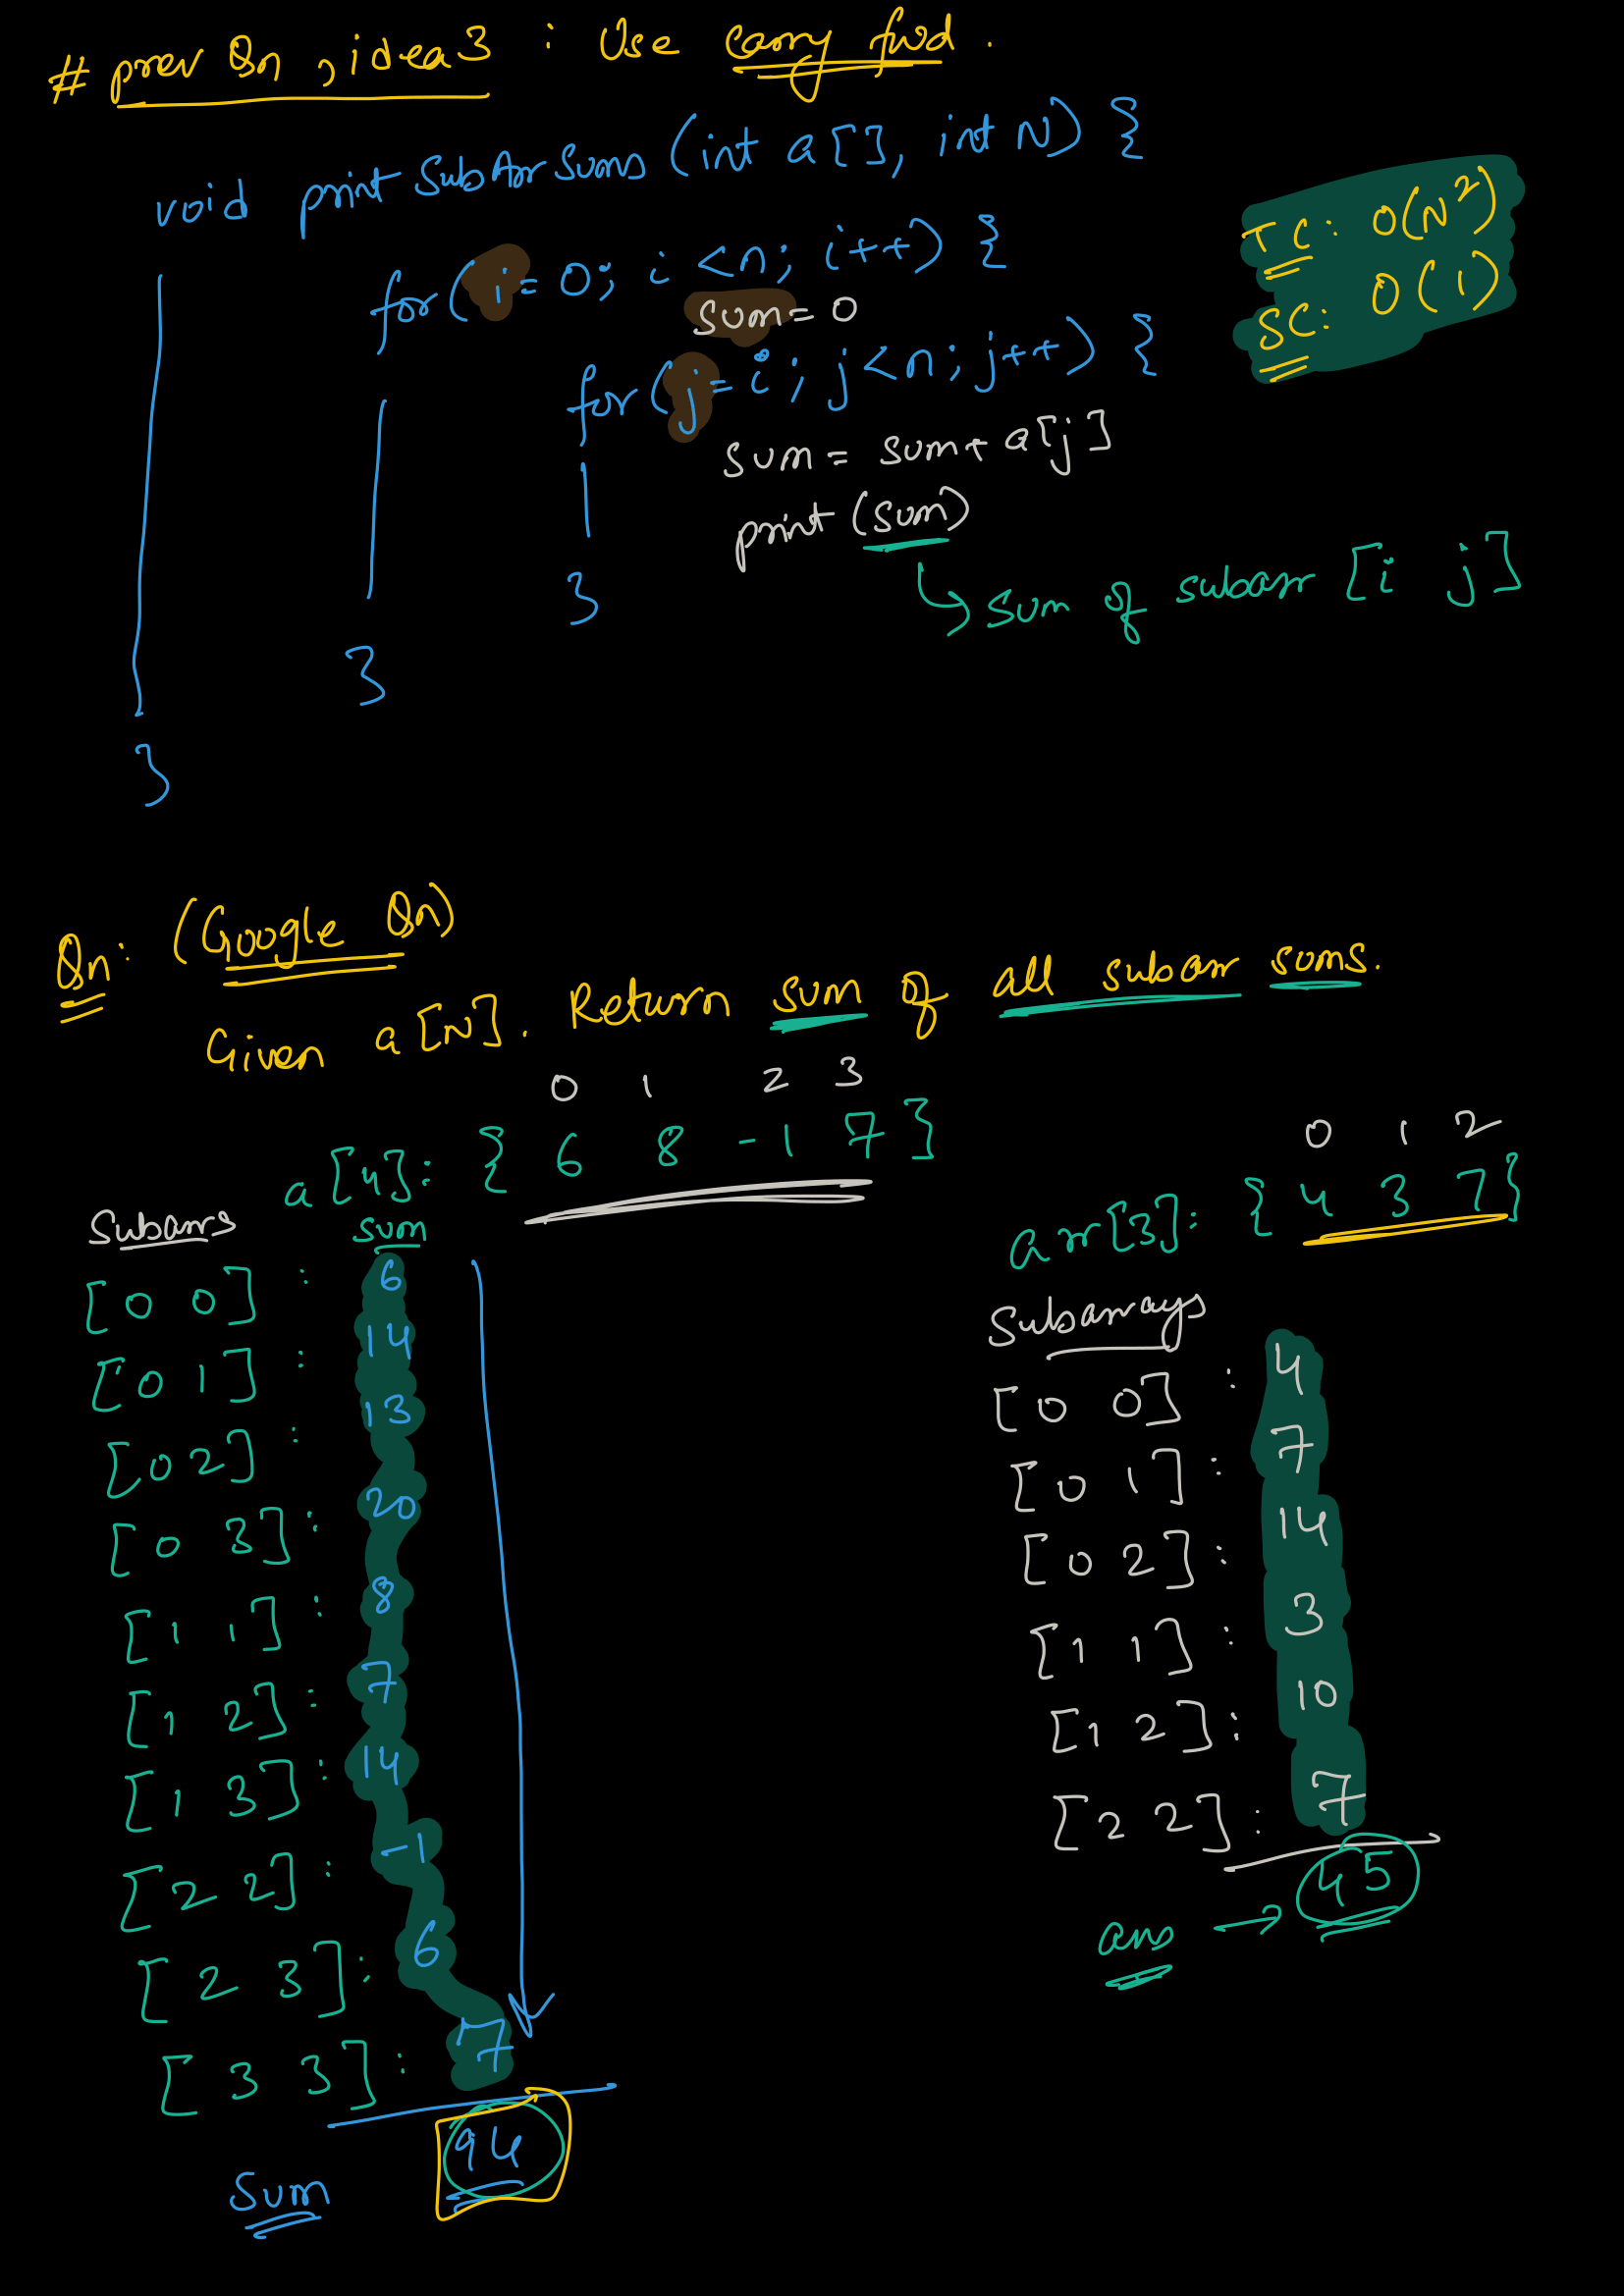 # prev Qn , idea3 : Use carry fwd.
void print SubArrSums (int a[], int N) {
for( i= 0; i <n; i++) {
sum= 0
for (j= i; j<n; j++) {
sum = sum+ a[j]
print (sum)
sum of subarr [i j]
}
}
}
TC: O(N²)
SC: O(1)
Qn: (Google Qn)
Given a[N]. Return sum of all subarr sums.
0 1 2 3
a[4]: { 6 8 -1 7 }
Subarrs sum
[0 0] : 6
[0 1] : 14
[0 2] : 13
[0 3] : 20
[1 1] : 8
[1 2] : 7
[1 3] : 14
[2 2] : -1
[2 3] : 6
[3 3] : 7
Sum 94
0 1 2
arr[3]: { 4 3 7}
Subarrays
[0 0] : 4
[0 1] : 7
[0 2] : 14
[1 1] : 3
[1 2] : 10
[2 2] : 7
ans → 45